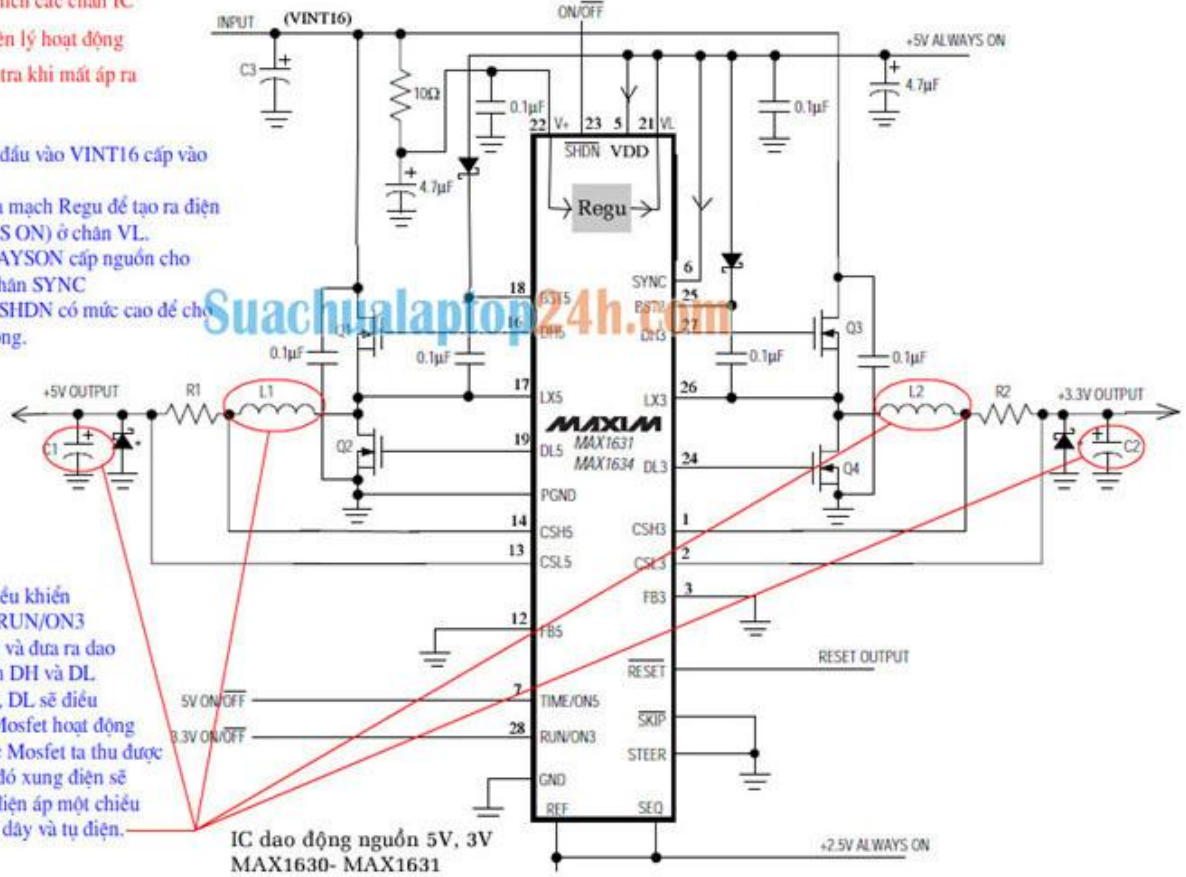 các chân IC
lý hoạt động
tra khi mất áp ra
đầu vào VINT16 cấp vào
mạch Regu để tạo ra điện
S ON) ở chân VL.
AYSON cấp nguồn cho
hân SYNC
SHDN có mức cao để cho
ộng.
ON/OFF
INPUT (VINT16)
+5V ALWAYS ON
C3
10Ω
0.1µF
0.1µF
4.7µF
22 V+ 23 5 21 VL
SHDN VDD
4.7µF
Regu
SYNC 6
18 BST5
25
Suachualaptop24h.com
Q1
16 DH5
DH3 27
Q3
0.1µF
0.1µF
0.1µF
0.1µF
+5V OUTPUT
R1
L1
17 LX5
LX3 26
L2
R2
+3.3V OUTPUT
MAXIM
MAX1631
MAX1634
C1
Q2
19 DL5
DL3 24
Q4
C2
PGND
14 CSH5
CSH3 1
13 CSL5
CSL3 2
FB3 3
12 FB5
RESET
RESET OUTPUT
5V ON/OFF
7 TIME/ON5
SKIP
3.3V ON/OFF
28 RUN/ON3
STEER
GND
REF SEQ
+2.5V ALWAYS ON
ều khiển
RUN/ON3
và đưa ra dao
DH và DL
, DL sẽ điều
Mosfet hoạt động
Mosfet ta thu được
đó xung điện sẽ
điện áp một chiều
dây và tụ điện.
IC dao động nguồn 5V, 3V
MAX1630- MAX1631